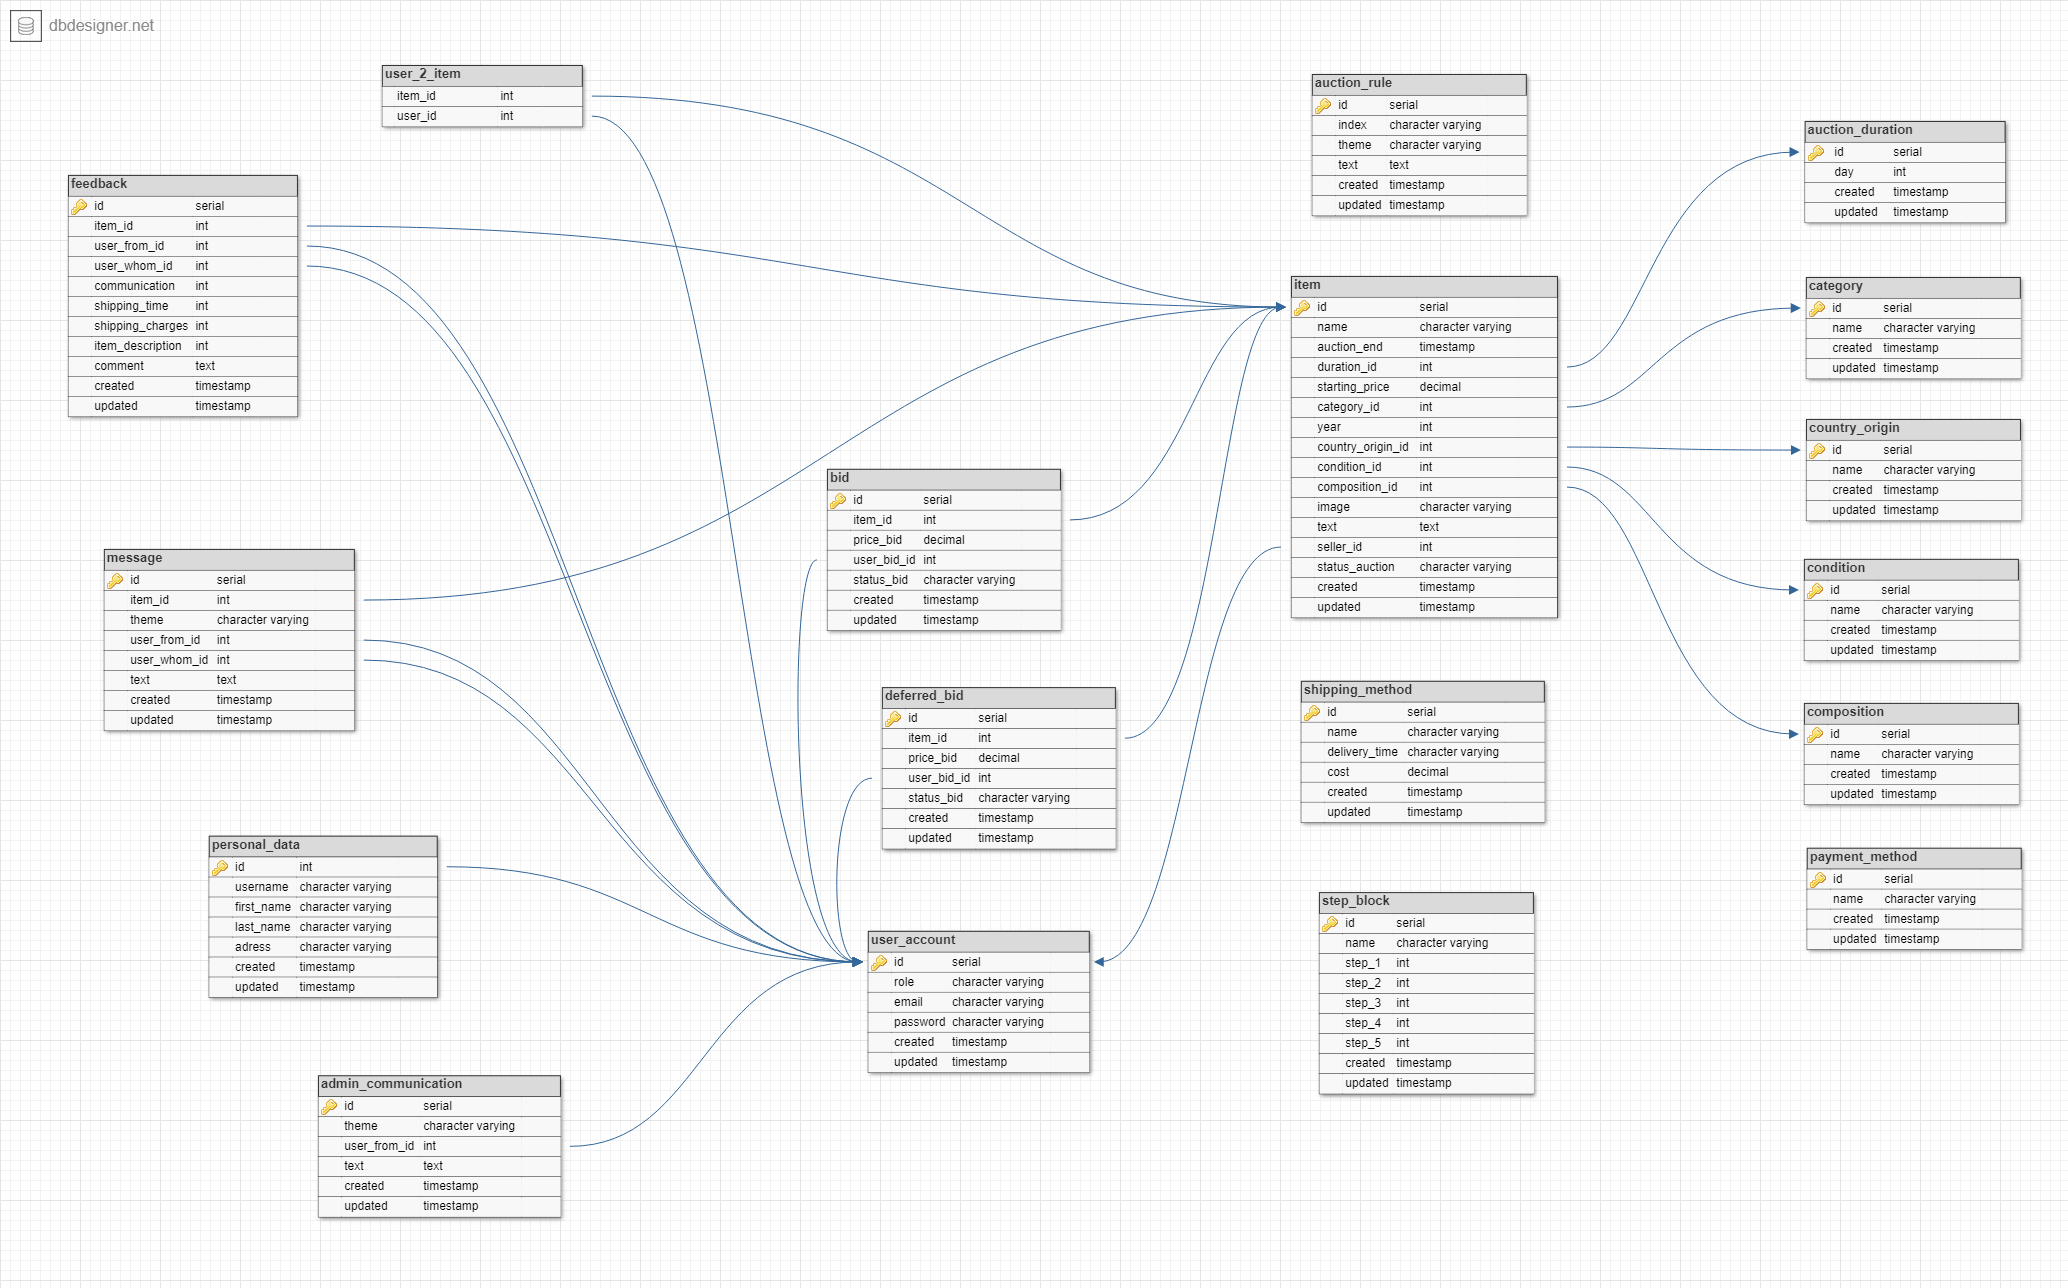 dbdesigner.net
user_2_item
item_id int
user_id int
feedback
id serial
item_id int
user_from_id int
user_whom_id int
communication int
shipping_time int
shipping_charges int
item_description int
comment text
created timestamp
updated timestamp
message
id serial
item_id int
theme character varying
user_from_id int
user_whom_id int
text text
created timestamp
updated timestamp
personal_data
id int
username character varying
first_name character varying
last_name character varying
adress character varying
created timestamp
updated timestamp
admin_communication
id serial
theme character varying
user_from_id int
text text
created timestamp
updated timestamp
bid
id serial
item_id int
price_bid decimal
user_bid_id int
status_bid character varying
created timestamp
updated timestamp
deferred_bid
id serial
item_id int
price_bid decimal
user_bid_id int
status_bid character varying
created timestamp
updated timestamp
user_account
id serial
role character varying
email character varying
password character varying
created timestamp
updated timestamp
auction_rule
id serial
index character varying
theme character varying
text text
created timestamp
updated timestamp
item
id serial
name character varying
auction_end timestamp
duration_id int
starting_price decimal
category_id int
year int
country_origin_id int
condition_id int
composition_id int
image character varying
text text
seller_id int
status_auction character varying
created timestamp
updated timestamp
shipping_method
id serial
name character varying
delivery_time character varying
cost decimal
created timestamp
updated timestamp
step_block
id serial
name character varying
step_1 int
step_2 int
step_3 int
step_4 int
step_5 int
created timestamp
updated timestamp
auction_duration
id serial
day int
created timestamp
updated timestamp
category
id serial
name character varying
created timestamp
updated timestamp
country_origin
id serial
name character varying
created timestamp
updated timestamp
condition
id serial
name character varying
created timestamp
updated timestamp
composition
id serial
name character varying
created timestamp
updated timestamp
payment_method
id serial
name character varying
created timestamp
updated timestamp